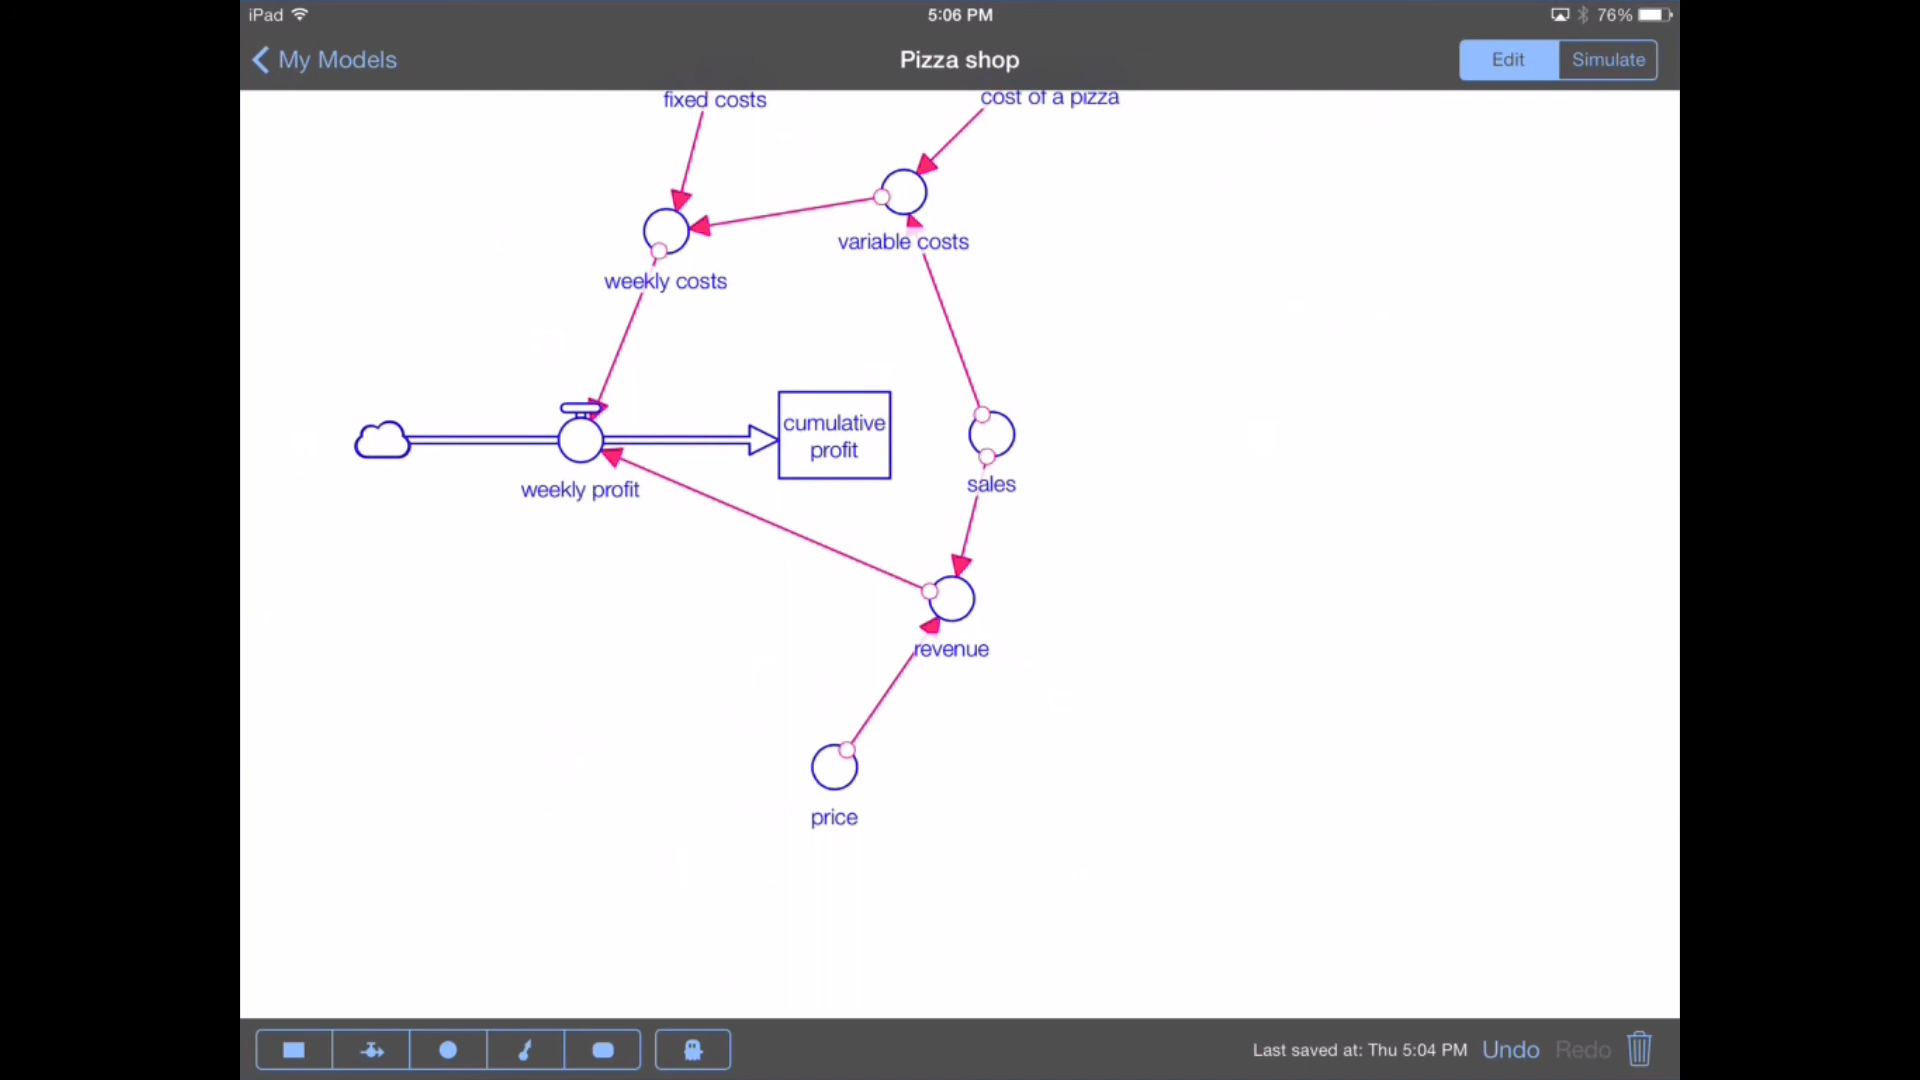 iPad
5:06 PM
76%
My Models
Pizza shop
Edit
Simulate
fixed costs
cost of a pizza
variable costs
weekly costs
cumulative
profit
sales
weekly profit
revenue
price
Last saved at: Thu 5:04 PM
Undo
Redo